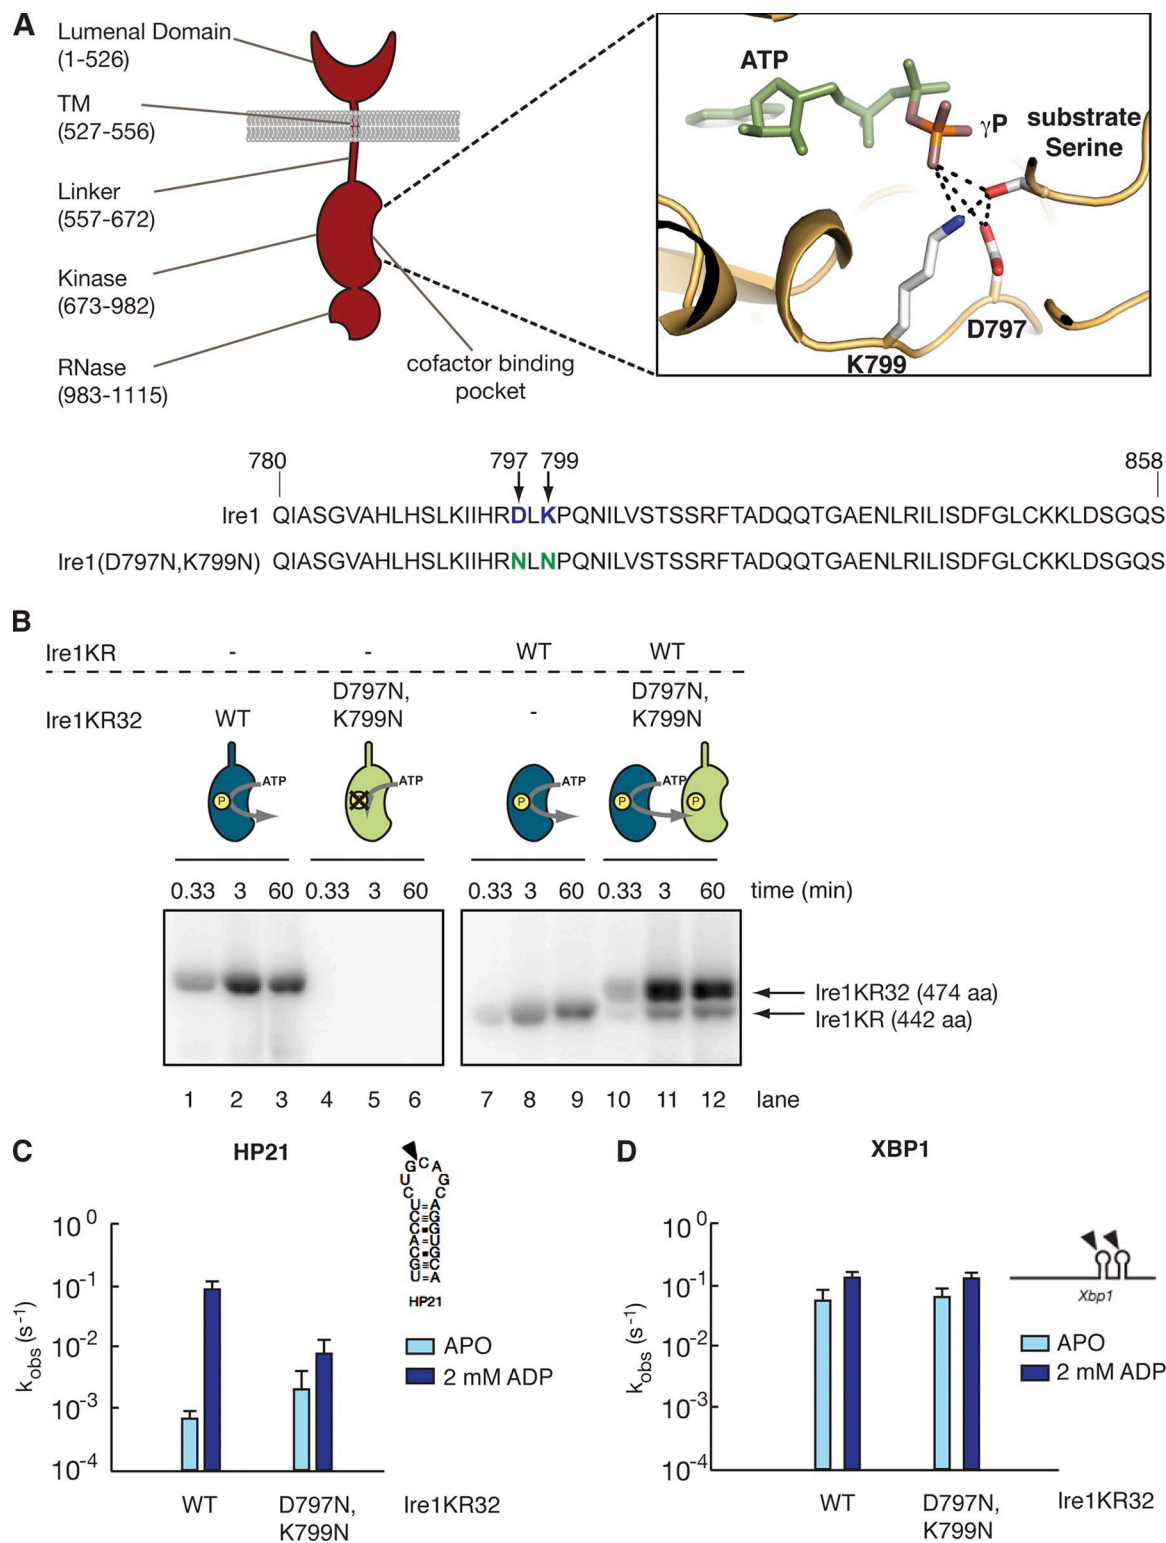 A
Lumenal Domain
(1-526)
TM
(527-556)
Linker
(557-672)
Kinase
(673-982)
RNase
(983-1115)
cofactor binding
pocket
ATP
γP
substrate
Serine
D797
K799
780 797 799 858
Ire1 QIASGVAHLHSLKIIHRDLKPQNILVSTSSRFTADQQTGAENLRILISDFGLCKKLDSGQS
Ire1(D797N,K799N) QIASGVAHLHSLKIIHRNLNPQNILVSTSSRFTADQQTGAENLRILISDFGLCKKLDSGQS
B
Ire1KR - - WT WT
Ire1KR32 WT D797N, K799N - D797N, K799N
P ATP ATP P ATP P ATP P
0.33 3 60 0.33 3 60 0.33 3 60 0.33 3 60 time (min)
Ire1KR32 (474 aa)
Ire1KR (442 aa)
1 2 3 4 5 6 7 8 9 10 11 12 lane
C
HP21
G C A
U G
C C
U = A
C ≡ G
C G
A = U
C G
G ≡ C
U = A
HP21
k obs (s-1)
10 0
10 -1
10 -2
10 -3
10 -4
APO
2 mM ADP
WT D797N, Ire1KR32
K799N
D
XBP1
k obs (s-1)
10 0
10 -1
10 -2
10 -3
10 -4
Xbp1
APO
2 mM ADP
WT D797N, Ire1KR32
K799N